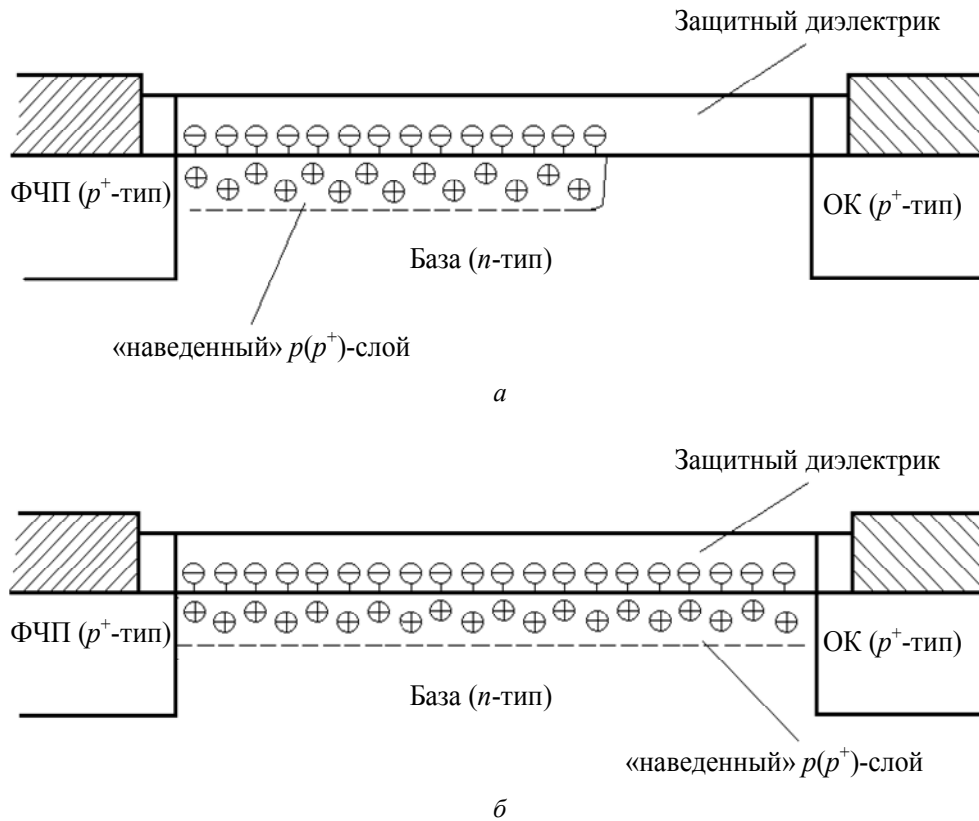 Защитный диэлектрик
ФЧП (p⁺-тип)
ОК (p⁺-тип)
База (n-тип)
«наведенный» p(p⁺)-слой
а
Защитный диэлектрик
ФЧП (p⁺-тип)
ОК (p⁺-тип)
База (n-тип)
«наведенный» p(p⁺)-слой
б